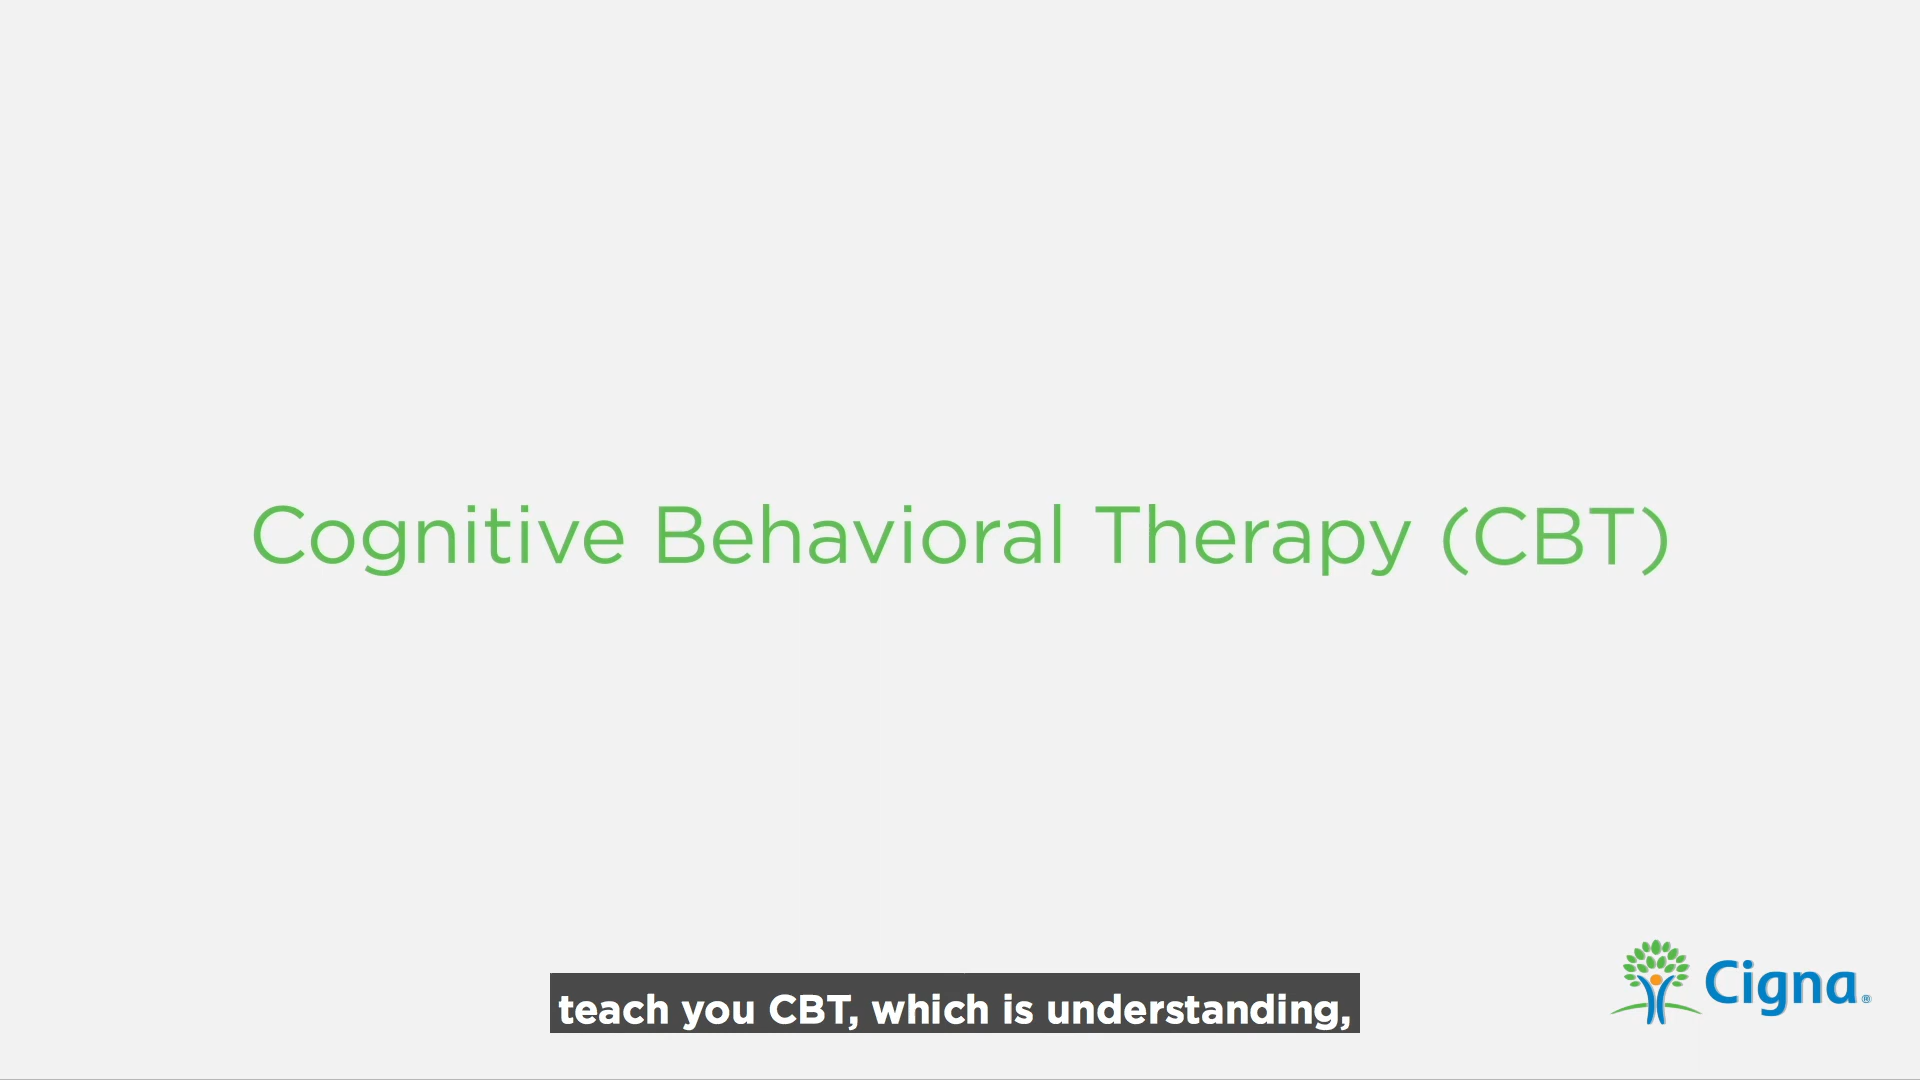 Cognitive Behavioral Therapy (CBT)
teach you CBT, which is understanding,
Cigna®